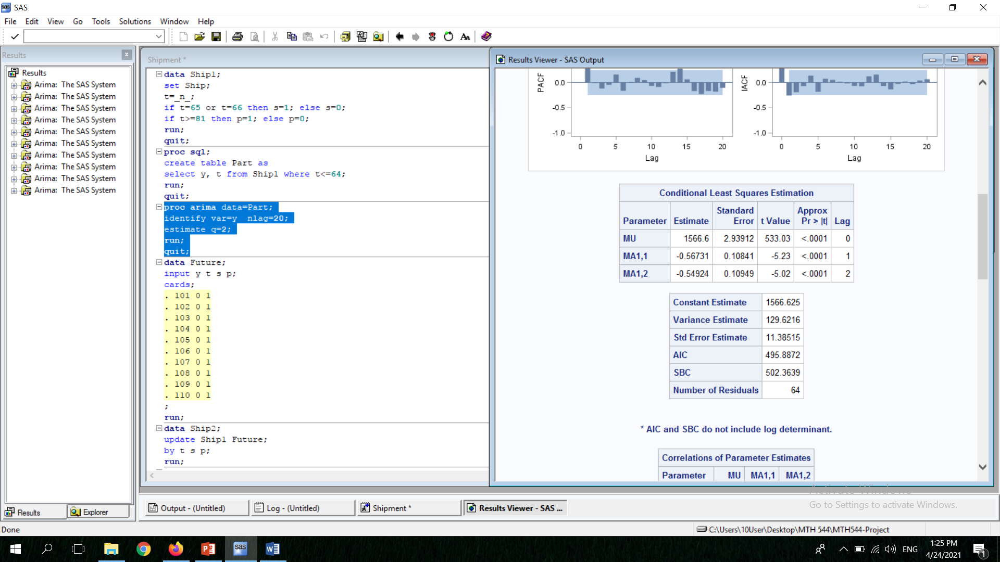 SAS
File Edit View Go Tools Solutions Window Help
Results
Results
Arima: The SAS System
Arima: The SAS System
Arima: The SAS System
Arima: The SAS System
Arima: The SAS System
Arima: The SAS System
Arima: The SAS System
Arima: The SAS System
Arima: The SAS System
Arima: The SAS System
Results Explorer
Shipment *
data Ship1;
set Ship;
t=_n_;
if t=65 or t=66 then s=1; else s=0;
if t>=81 then p=1; else p=0;
run;
quit;
proc sql;
create table Part as
select y, t from Ship1 where t<=64;
run;
quit;
proc arima data=Part;
identify var=y nlag=20;
estimate q=2;
run;
quit;
data Future;
input y t s p;
cards;
. 101 0 1
. 102 0 1
. 103 0 1
. 104 0 1
. 105 0 1
. 106 0 1
. 107 0 1
. 108 0 1
. 109 0 1
. 110 0 1
;
run;
data Ship2;
update Ship1 Future;
by t s p;
run;
Results Viewer - SAS Output
PACF
0.0
-0.5
-1.0
0 5 10 15 20
Lag
IACF
0.0
-0.5
-1.0
0 5 10 15 20
Lag
Conditional Least Squares Estimation
Parameter Estimate Standard Error t Value Approx Pr > |t| Lag
MU 1566.6 2.93912 533.03 <.0001 0
MA1,1 -0.56731 0.10841 -5.23 <.0001 1
MA1,2 -0.54924 0.10949 -5.02 <.0001 2
Constant Estimate 1566.625
Variance Estimate 129.6216
Std Error Estimate 11.38515
AIC 495.8872
SBC 502.3639
Number of Residuals 64
* AIC and SBC do not include log determinant.
Correlations of Parameter Estimates
Parameter MU MA1,1 MA1,2
Activate Windows
Go to Settings to activate Windows.
Output - (Untitled) Log - (Untitled) Shipment * Results Viewer - SAS ...
Done
C:\Users\10User\Desktop\MTH 544\MTH544-Project
ENG
1:25 PM
4/24/2021
1